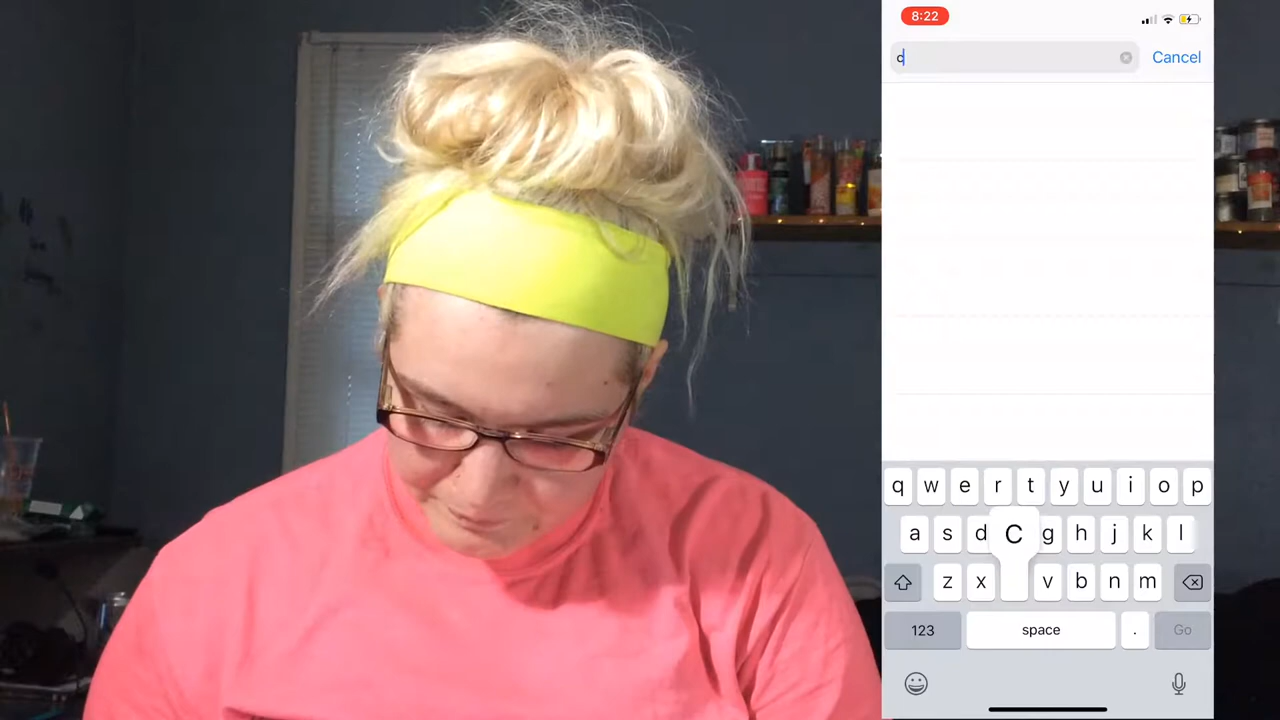 8:22
c
Cancel
q w e r t y u i o p
a s d C g h j k l
z x v b n m
123 space . Go